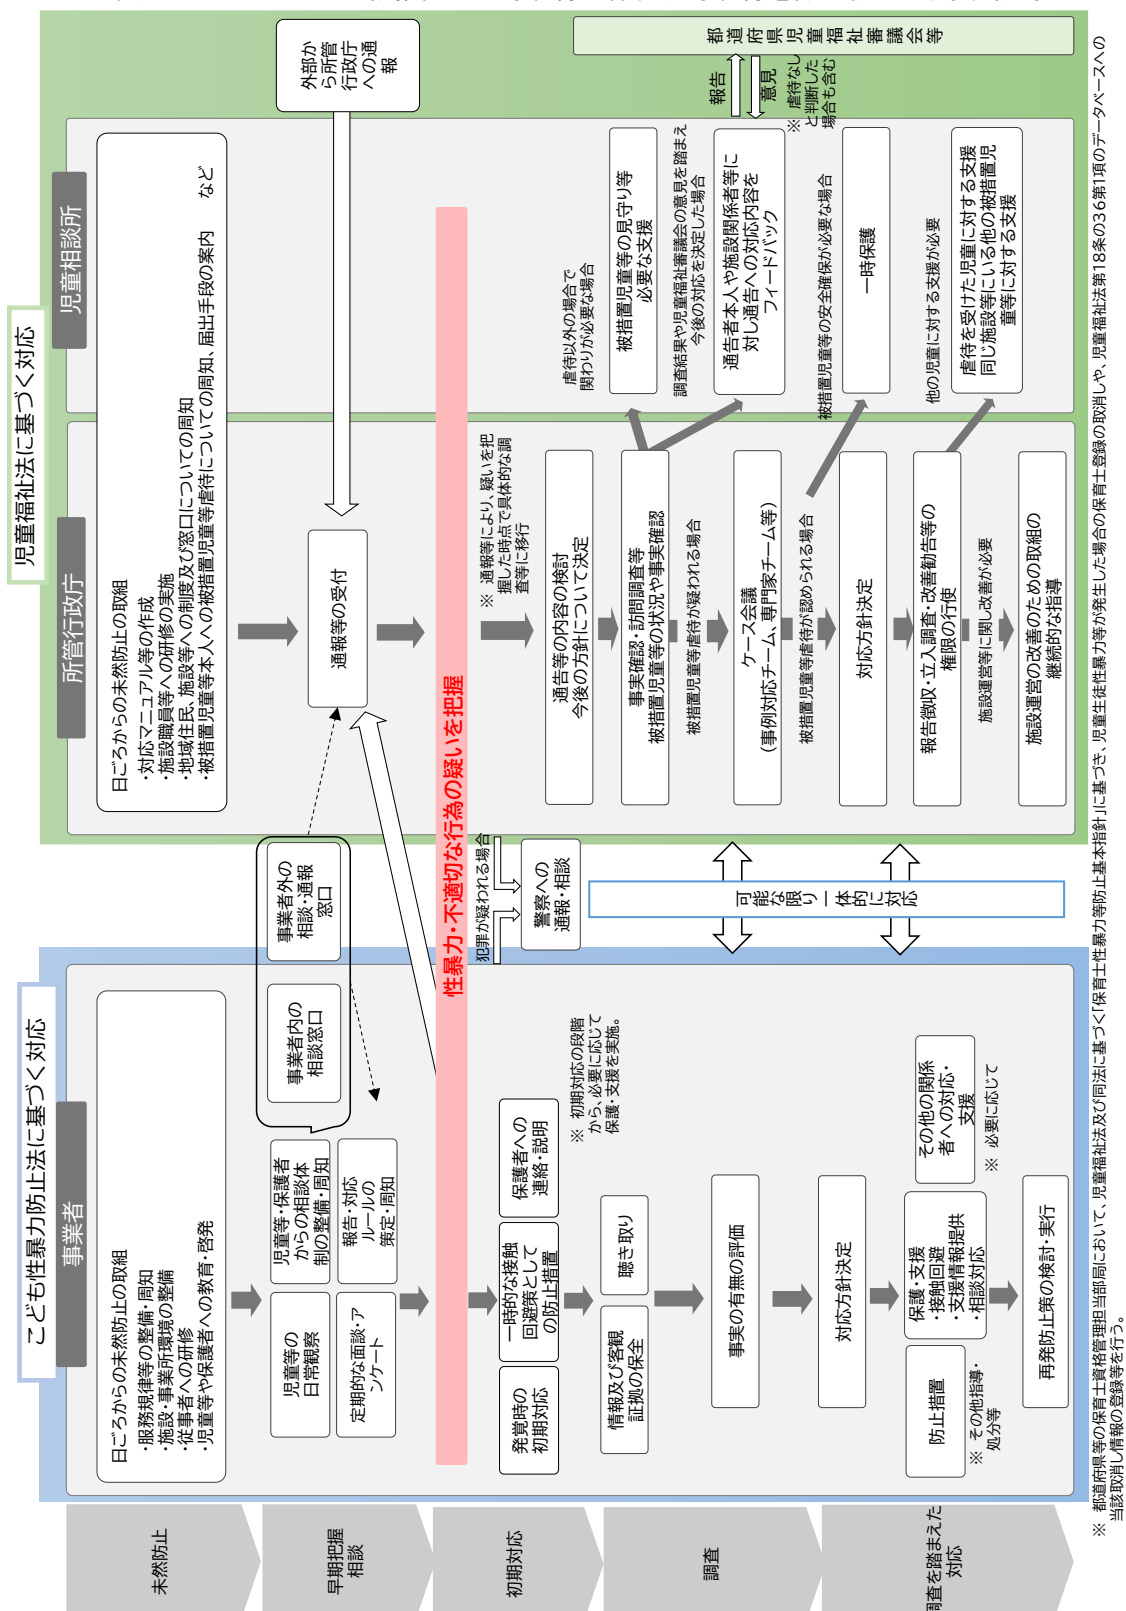 こども性暴力防止法に基づく対応
児童福祉法に基づく対応
事業者
所管行政庁
児童相談所
未然防止
早期把握
相談
初期対応
調査
調査を踏まえた
対応
日ごろからの未然防止の取組
・服務規律等の整備・周知
・施設・事業所環境の整備
・従事者への研修
・児童等や保護者への教育・啓発
児童等の
日常観察
児童等・保護者
からの相談体
制の整備・周知
定期的な面談・ア
ンケート
報告・対応
ルールの
策定・周知
事業者内の
相談窓口
事業者外の
相談・通報
窓口
日ごろからの未然防止の取組
・対応マニュアル等の作成
・施設職員等への研修の実施
・地域住民、施設等への制度及び窓口についての周知
・被措置児童等本人への被措置児童等虐待についての周知、届出手段の案内 など
外部か
ら所管
行政庁
への通
報
通報等の受付
性暴力・不適切な行為の疑いを把握
発覚時の
初期対応
一時的な接触
回避策として
の防止措置
保護者への
連絡・説明
※ 初期対応の段階
から、必要に応じて
保護・支援を実施。
犯罪が疑われる場合
警察への
通報・相談
※ 通報等により、疑いを把
握した時点で具体的な調
査等に移行
情報及び客観
証拠の保全
聴き取り
事実の有無の評価
対応方針決定
防止措置
※ その他指導・
処分等
保護・支援
・接触回避
・支援情報提供
・相談対応
その他の関係
者への対応・
支援
※ 必要に応じて
再発防止策の検討・実行
可能な限り一体的に対応
通告等の内容の検討
今後の方針について決定
事実確認・訪問調査等
被措置児童等の状況や事実確認
被措置児童等虐待が疑われる場合
ケース会議
(事例対応チーム、専門家チーム等)
被措置児童等虐待が認められる場合
対応方針決定
報告徴収・立入調査・改善勧告等の
権限の行使
施設運営等に関し改善が必要
施設運営の改善のための取組の
継続的な指導
虐待以外の場合で
関わりが必要な場合
被措置児童等の見守り等
必要な支援
調査結果や児童福祉審議会の意見を踏まえ
今後の対応を決定した場合
通告者本人や施設関係者等に
対し通告への対応内容を
フィードバック
被措置児童等の安全確保が必要な場合
一時保護
他の児童に対する支援が必要
虐待を受けた児童に対する支援
同じ施設等にいる他の被措置児
童等に対する支援
都道府県児童福祉審議会等
報告
意見
※ 虐待なし
と判断した
場合も含む
※ 都道府県等の保育士資格管理担当部局において、児童福祉法及び同法に基づく「保育士性暴力等防止基本指針」に基づき、児童生徒性暴力等が発生した場合の保育士登録の取消しや、児童福祉法第18条の36第1項のデータベースへの
当該取消し情報の登録等を行う。